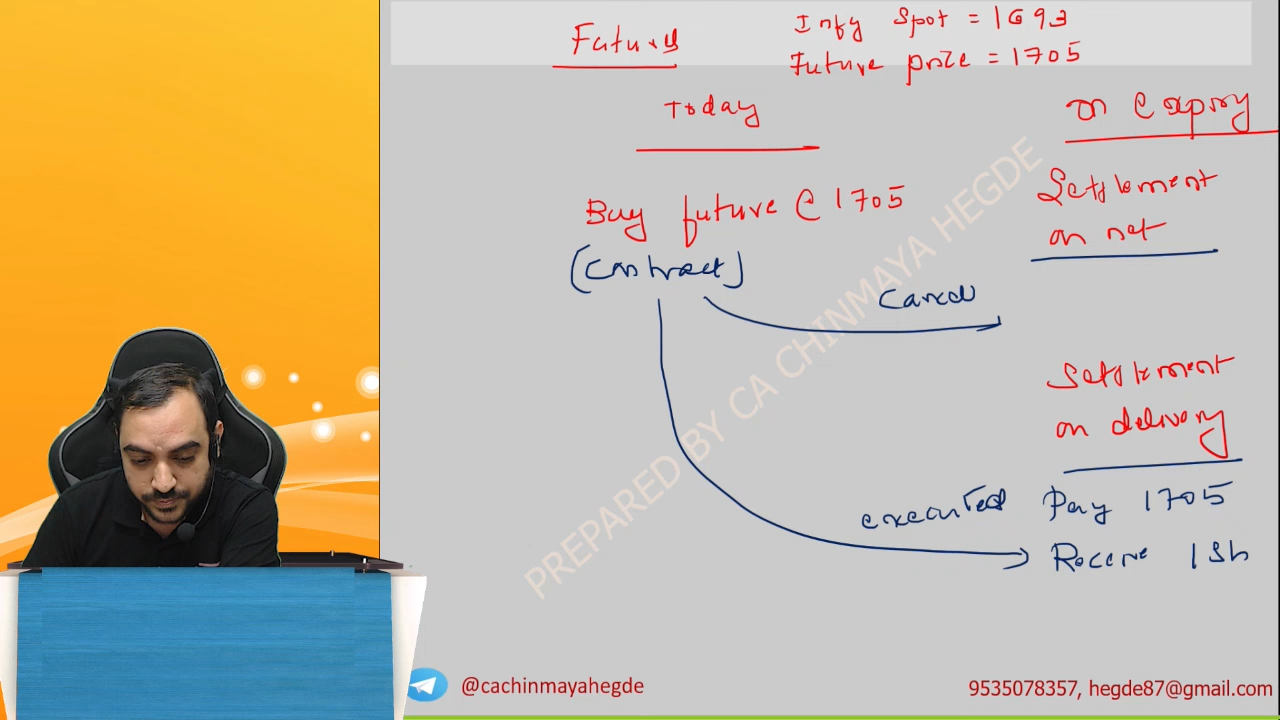 Futures
Infy Spot = 1693
Future price = 1705
Today
on Expiry
Buy future @ 1705
(Contract)
Settlement
on net
Cancel
Settlement
on delivery
executed
Pay 1705
Receive 1 Sh
PREPARED BY CA CHINMAYA HEGDE
@cachinmayahegde
9535078357, hegde87@gmail.com